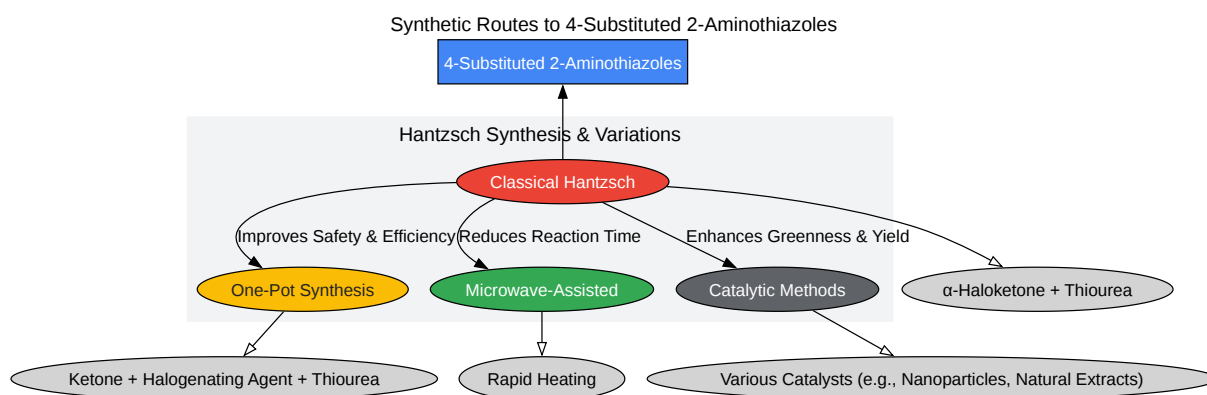 Synthetic Routes to 4-Substituted 2-Aminothiazoles
4-Substituted 2-Aminothiazoles
Hantzsch Synthesis & Variations
Classical Hantzsch
Improves Safety & Efficiency
Reduces Reaction Time
Enhances Greenness & Yield
One-Pot Synthesis
Microwave-Assisted
Catalytic Methods
α-Haloketone + Thiourea
Ketone + Halogenating Agent + Thiourea
Rapid Heating
Various Catalysts (e.g., Nanoparticles, Natural Extracts)